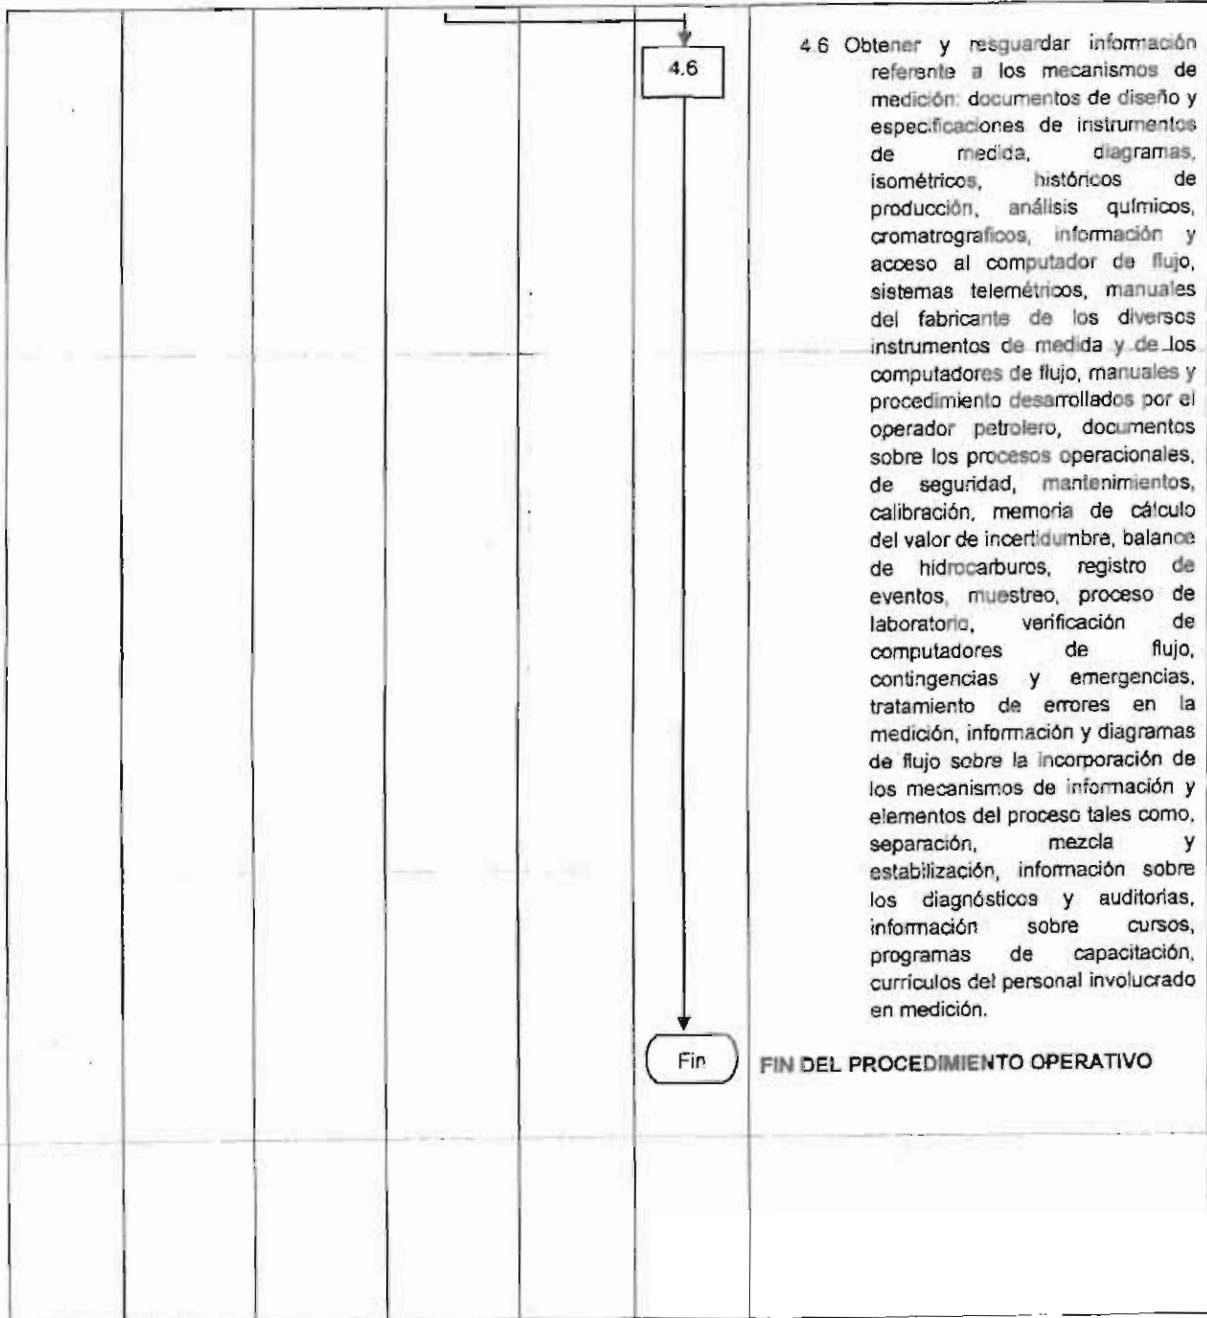 4.6
4.6 Obtener y resguardar información
referente a los mecanismos de
medición: documentos de diseño y
especificaciones de instrumentos
de medida, diagramas,
isométricos, históricos de
producción, análisis químicos,
cromatrograficos, información y
acceso al computador de flujo,
sistemas telemétricos, manuales
del fabricante de los diversos
instrumentos de medida y de los
computadores de flujo, manuales y
procedimiento desarrollados por el
operador petrolero, documentos
sobre los procesos operacionales,
de seguridad, mantenimientos,
calibración, memoria de cálculo
del valor de incertidumbre, balance
de hidrocarburos, registro de
eventos, muestreo, proceso de
laboratorio, verificación de
computadores de flujo,
contingencias y emergencias,
tratamiento de errores en la
medición, información y diagramas
de flujo sobre la incorporación de
los mecanismos de información y
elementos del proceso tales como,
separación, mezcla y
estabilización, información sobre
los diagnósticos y auditorias,
información sobre cursos,
programas de capacitación,
currículos del personal involucrado
en medición.
Fin
FIN DEL PROCEDIMIENTO OPERATIVO